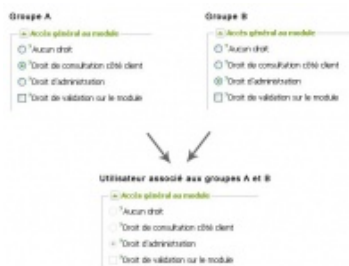 Groupe A
Accès général au module
Aucun droit
Droit de consultation côté client
Droit d'administration
Droit de validation sur le module
Groupe B
Accès général au module
Aucun droit
Droit de consultation côté client
Droit d'administration
Droit de validation sur le module
Utilisateur associé aux groupes A et B
Accès général au module
Aucun droit
Droit de consultation côté client
Droit d'administration
Droit de validation sur le module